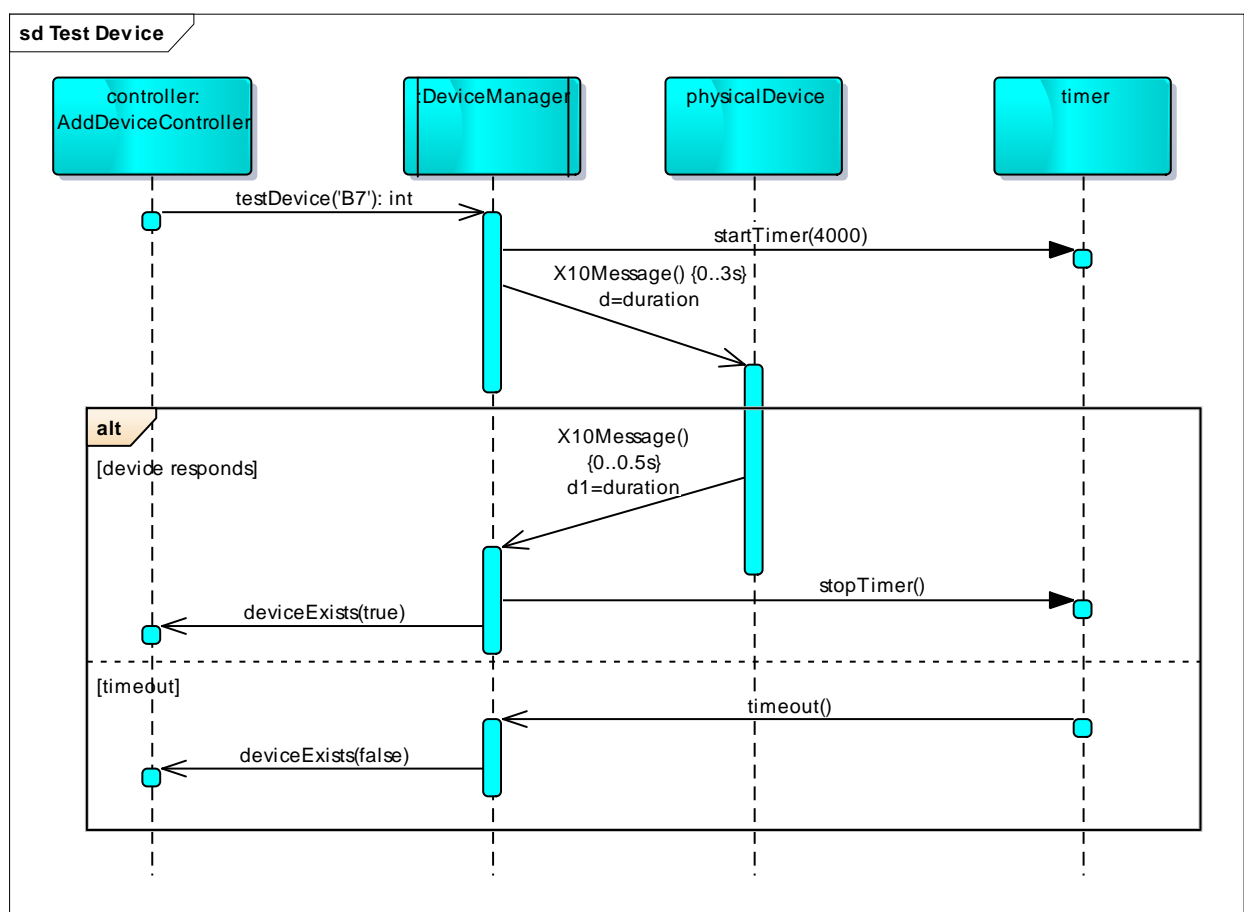 sd Test Device
controller:
AddDeviceController
:DeviceManager
physicalDevice
timer
testDevice('B7'): int
startTimer(4000)
X10Message() {0..3s}
d=duration
alt
[device responds]
X10Message()
{0..0.5s}
d1=duration
stopTimer()
deviceExists(true)
[timeout]
timeout()
deviceExists(false)